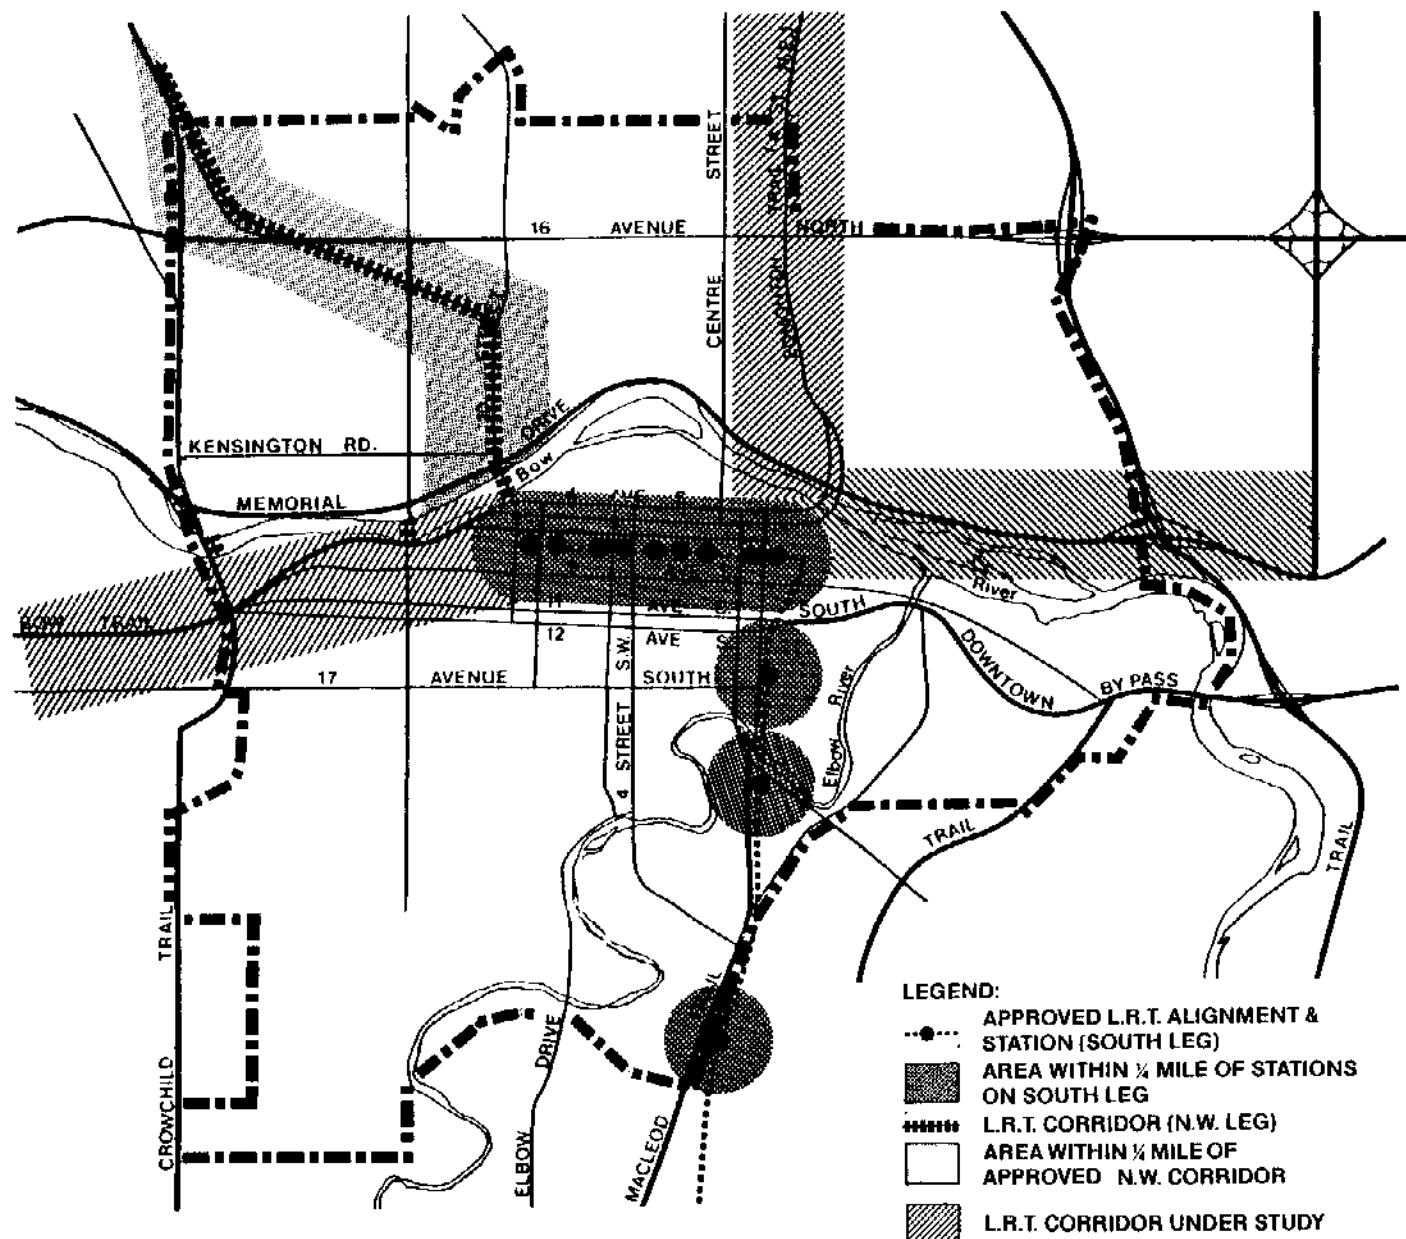 STREET
16 AVENUE NORTH
CENTRE
EDMONTON
DRIVE
KENSINGTON RD.
Bow
MEMORIAL
AVE
River
BOW TRAIL
11 AVE SOUTH
12 AVE
S.W.
17 AVENUE SOUTH
DOWNTOWN
BY PASS
4 STREET
Elbow River
TRAIL
TRAIL
CROWCHILD TRAIL
ELBOW DRIVE
MACLEOD
LEGEND:
APPROVED L.R.T. ALIGNMENT &
STATION (SOUTH LEG)
AREA WITHIN ¼ MILE OF STATIONS
ON SOUTH LEG
L.R.T. CORRIDOR (N.W. LEG)
AREA WITHIN ¼ MILE OF
APPROVED N.W. CORRIDOR
L.R.T. CORRIDOR UNDER STUDY